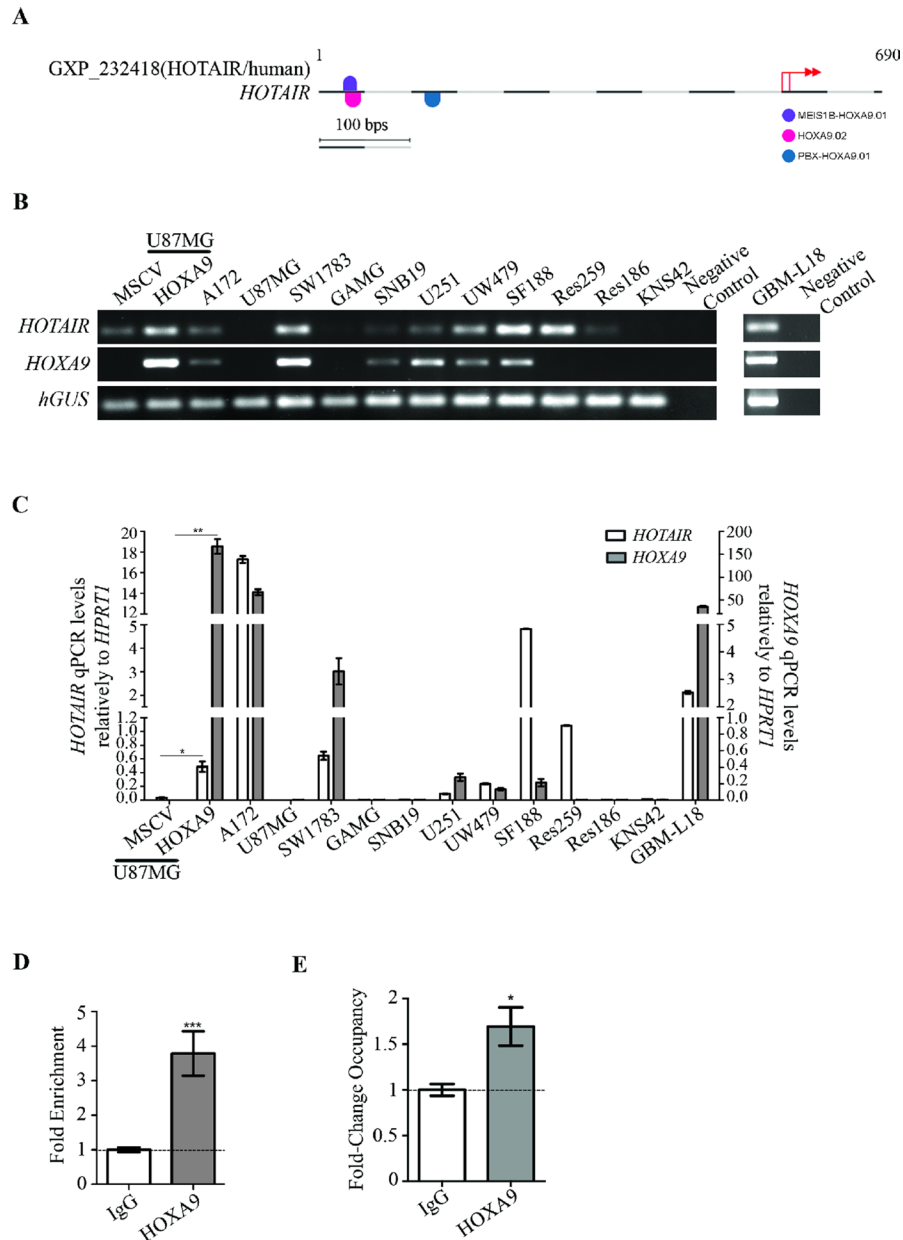 A
1
690
GXP_232418(HOTAIR/human)
HOTAIR
100 bps
MEIS1B-HOXA9.01
HOXA9.02
PBX-HOXA9.01
B
U87MG
MSCV
HOXA9
A172
U87MG
SW1783
GAMG
SNB19
U251
UW479
SF188
Res259
Res186
KNS42
Negative
Control
GBM-L18
Negative
Control
HOTAIR
HOXA9
hGUS
C
HOTAIR qPCR levels
relatively to HPRT1
20
18
16
14
12
5
4
3
2
1.2
1.0
0.8
0.6
0.4
0.2
0.0
**
*
HOTAIR
HOXA9
200
150
100
50
5
4
3
2
1.0
0.8
0.6
0.4
0.2
0.0
HOXA9 qPCR levels
relatively to HPRT1
MSCV
HOXA9
A172
U87MG
SW1783
GAMG
SNB19
U251
UW479
SF188
Res259
Res186
KNS42
GBM-L18
U87MG
D
Fold Enrichment
5
4
3
2
1
0
***
IgG
HOXA9
E
Fold-Change Occupancy
2
1.5
1
0.5
0
*
IgG
HOXA9